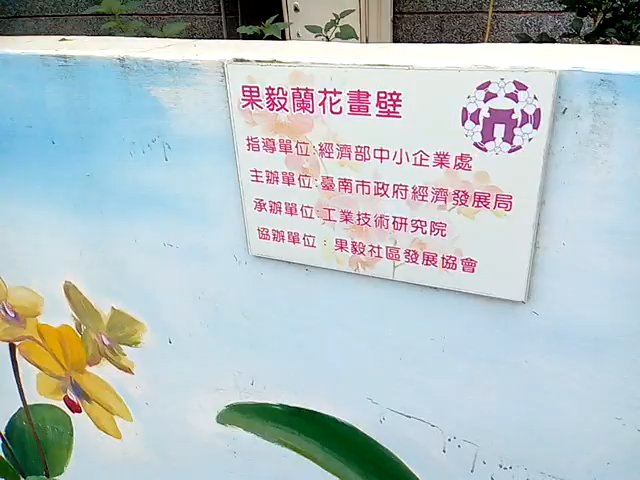 果毅蘭花畫壁
指導單位:經濟部中小企業處
主辦單位:臺南市政府經濟發展局
承辦單位:工業技術研究院
協辦單位:果毅社區發展協會